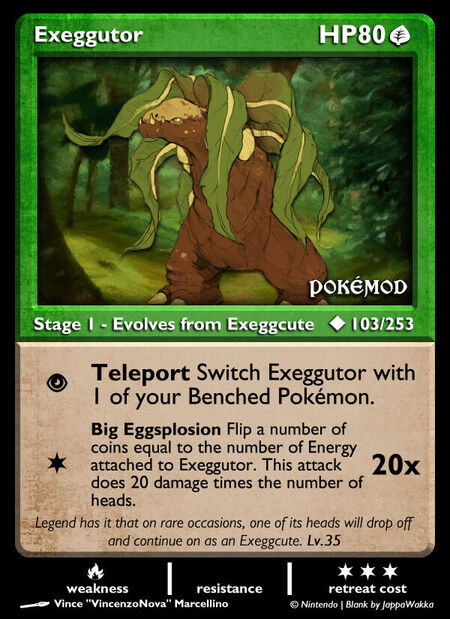 Exeggutor HP80
POKÉMOD
Stage 1 - Evolves from Exeggcute 103/253
Teleport Switch Exeggutor with
1 of your Benched Pokémon.
Big Eggsplosion Flip a number of
coins equal to the number of Energy
attached to Exeggutor. This attack
does 20 damage times the number of
heads.
20x
Legend has it that on rare occasions, one of its heads will drop off
and continue on as an Exeggcute. Lv.35
weakness resistance retreat cost
Vince "VincenzoNova" Marcellino © Nintendo | Blank by JappaWakka